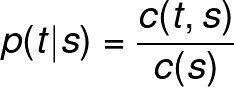 p(t|s) = c(t, s) / c(s)